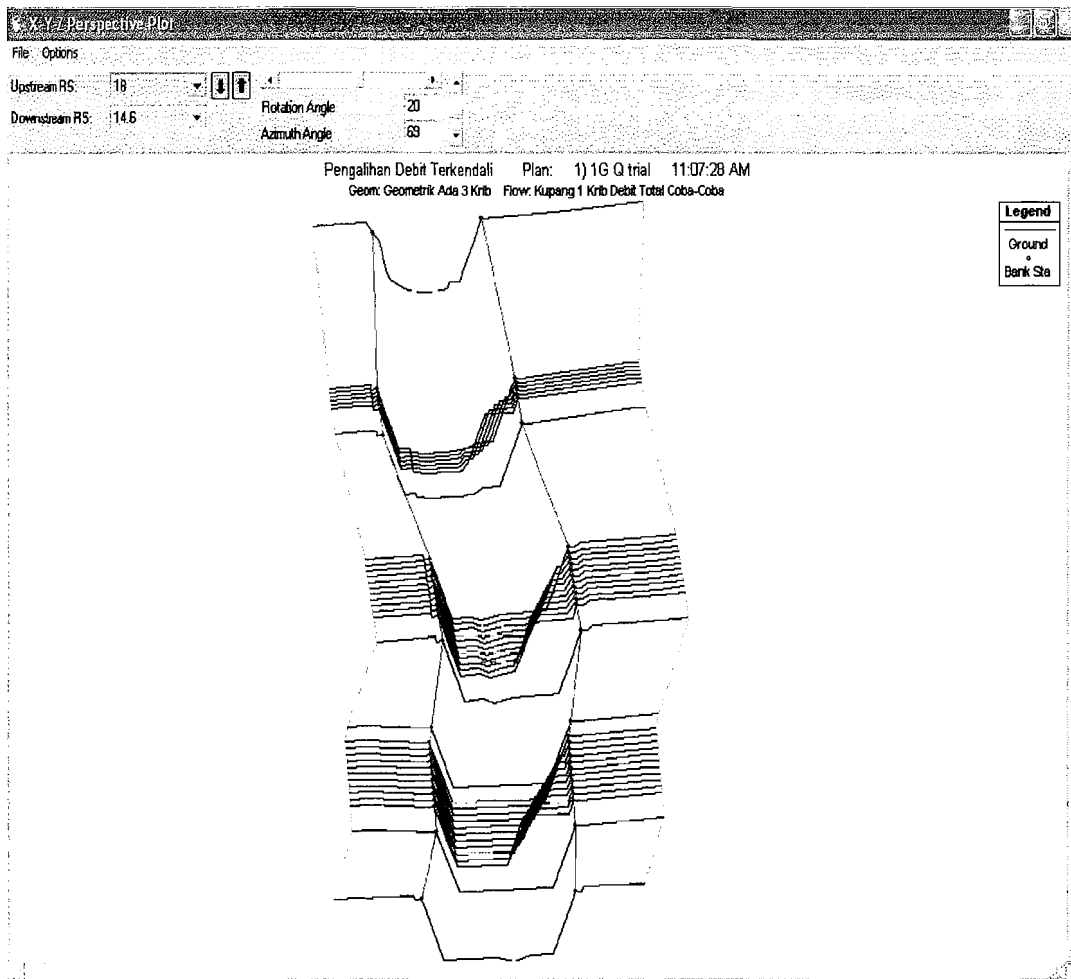 X-Y-Z Perspective Plot
File Options
Upstream RS: 18
Downstream RS: 14.6
Rotation Angle 20
Azimuth Angle 69
Pengalihan Debit Terkendali Plan: 1) 1G Q trial 11:07:28 AM
Geom: Geometrik Ada 3 Krib Flow: Kupang 1 Krib Debit Total Coba-Coba
Legend
Ground
Bank Sta